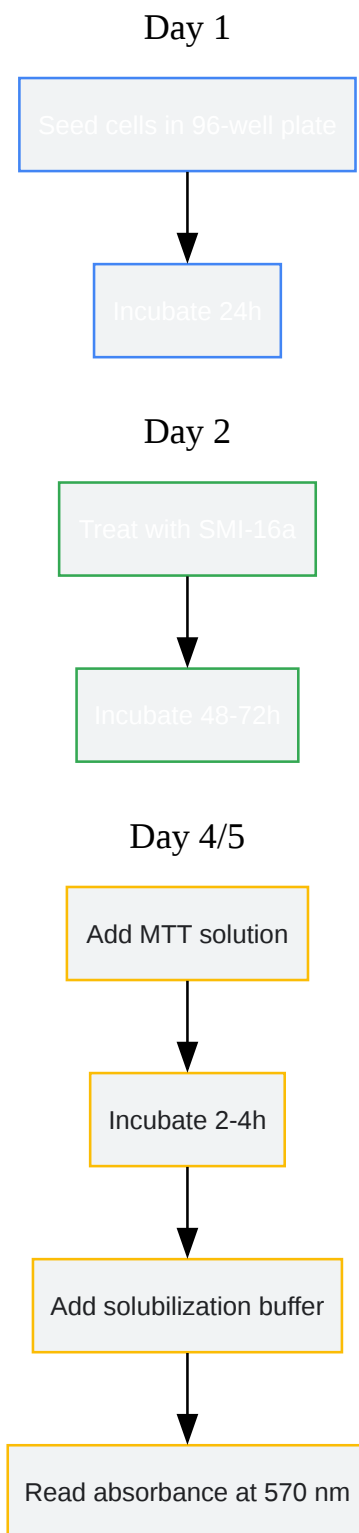 Day 1
Seed cells in 96-well plate
Incubate 24h
Day 2
Treat with SMI-16a
Incubate 48-72h
Day 4/5
Add MTT solution
Incubate 2-4h
Add solubilization buffer
Read absorbance at 570 nm